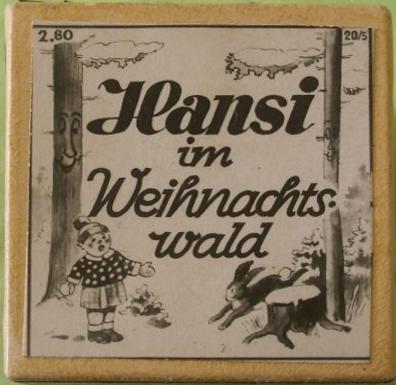 2.80
20/5
Hansi
im
Weihnachts-
wald